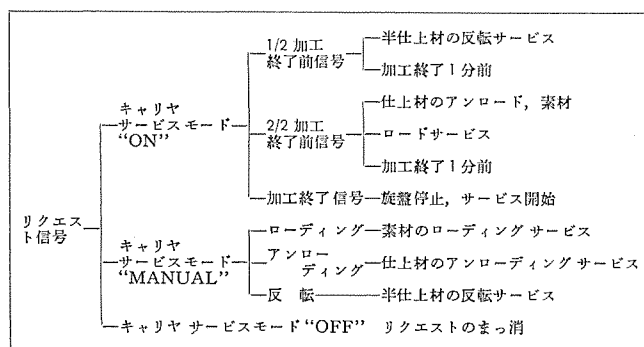 1/2 加工
終了前信号
半仕上材の反転サービス
加工終了1分前
キャリヤ
サービスモード
“ON”
2/2 加工
終了前信号
仕上材のアンロード，素材
ロードサービス
加工終了1分前
加工終了信号
旋盤停止，サービス開始
リクエス
ト信号
キャリヤ
サービスモード
“MANUAL”
ローディング
素材のローディング サービス
アンロー
ディング
仕上材のアンローディング サービス
反 転
半仕上材の反転サービス
キャリヤ サービスモード “OFF” リクエストのまっ消